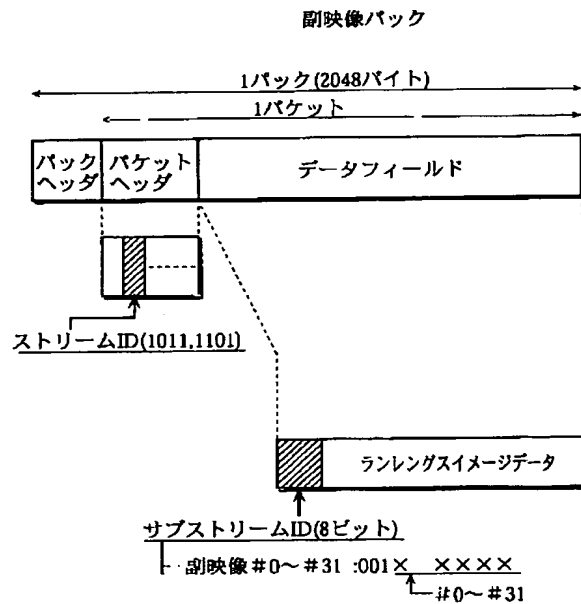 副映像パック
1パック(2048バイト)
1パケット
パック
ヘッダ
パケット
ヘッダ
データフィールド
ストリームID(1011,1101)
ランレングスイメージデータ
サブストリームID(8ビット)
副映像#0～#31 :001× ××××
#0～#31